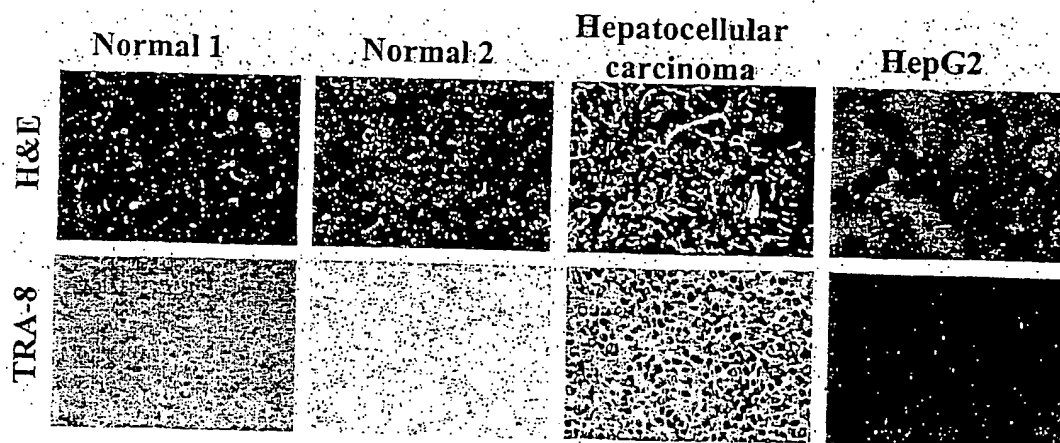 Normal 1
Normal 2
Hepatocellular
carcinoma
HepG2
H&E
TRA-8